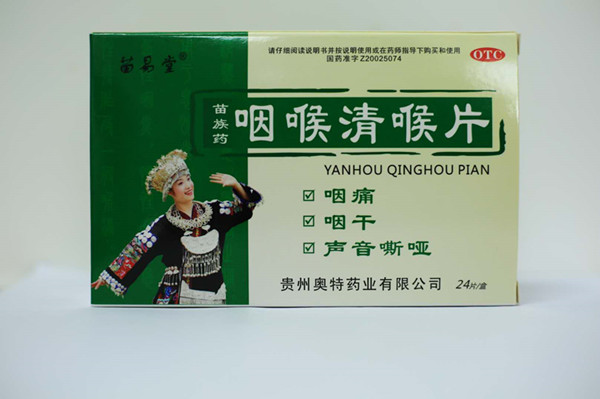 苗易堂®
请仔细阅读说明书并按说明使用或在药师指导下购买和使用
国药准字Z20025074
OTC
苗族药
咽喉清喉片
YANHOU QINGHOU PIAN
☑ 咽痛
☑ 咽干
☑ 声音嘶哑
贵州奥特药业有限公司
24片/盒